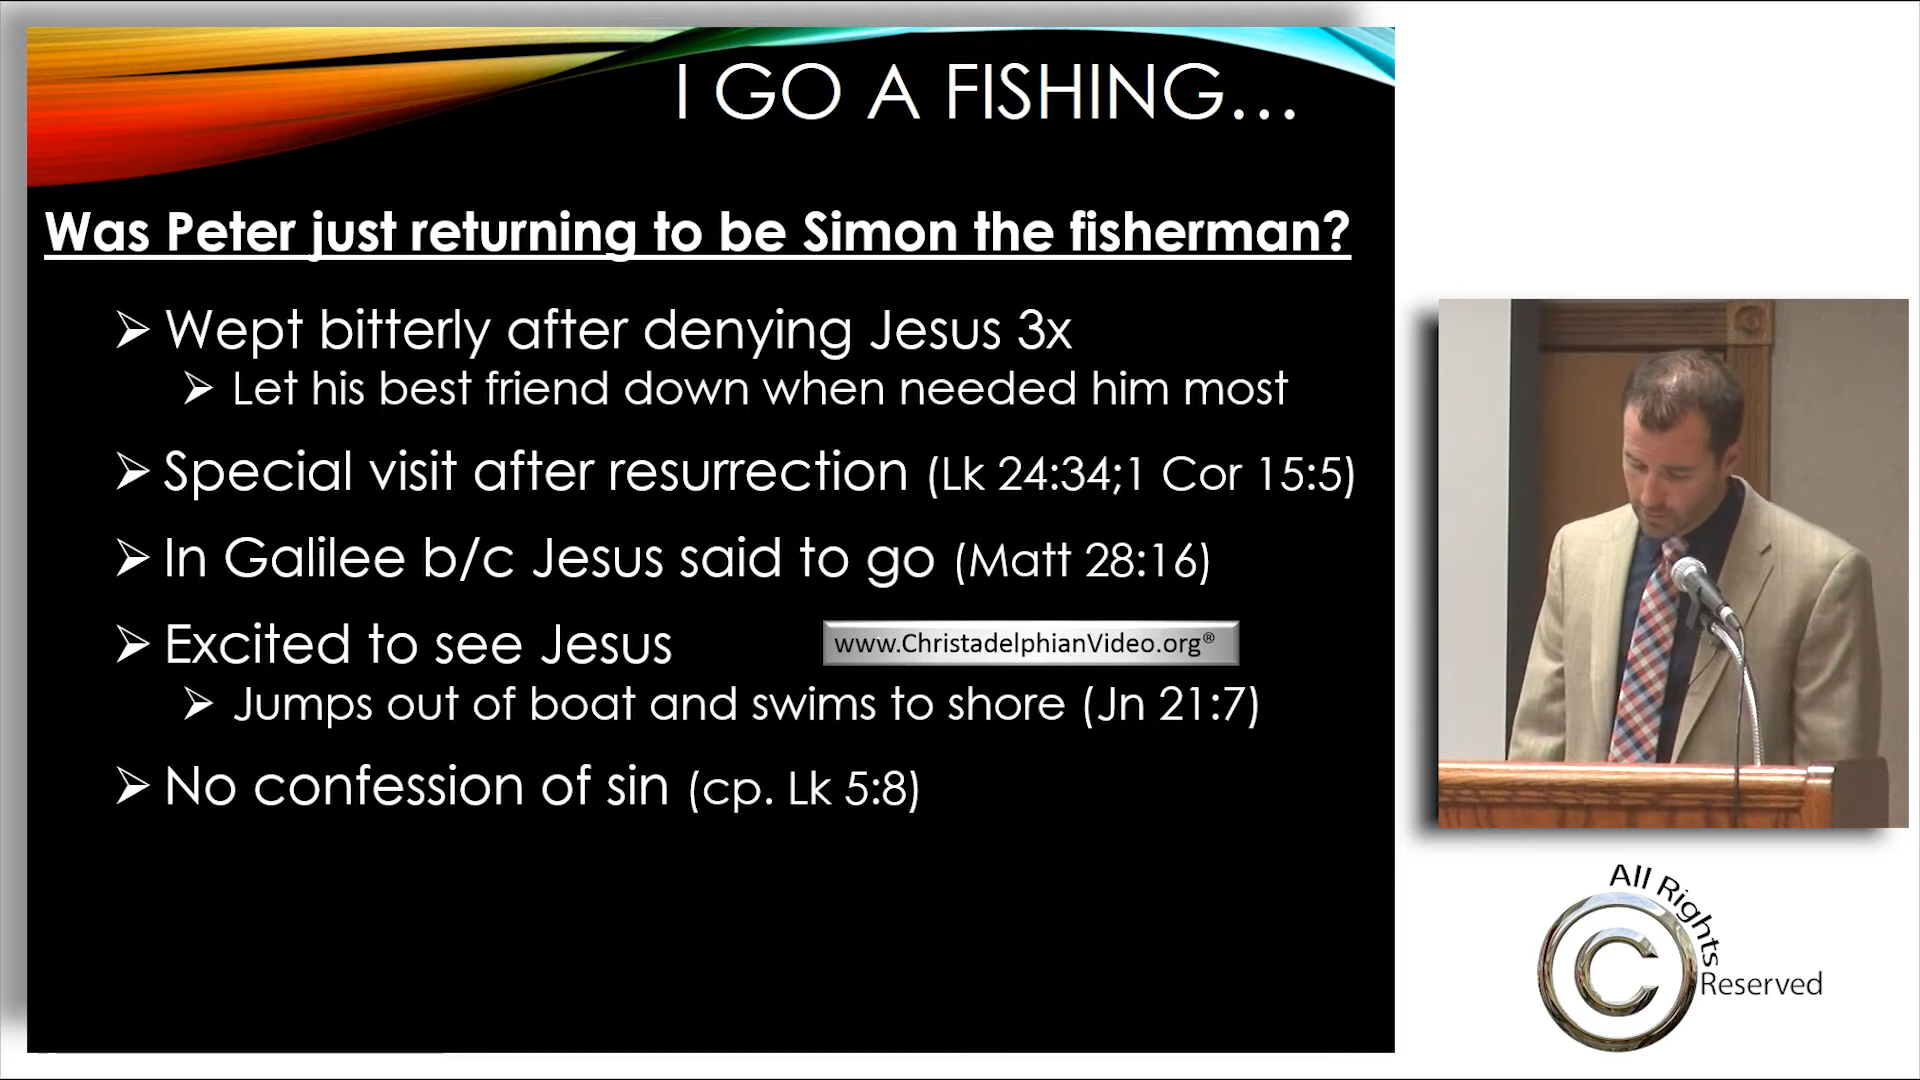 I GO A FISHING...
Was Peter just returning to be Simon the fisherman?
Wept bitterly after denying Jesus 3x
Let his best friend down when needed him most
Special visit after resurrection (Lk 24:34;1 Cor 15:5)
In Galilee b/c Jesus said to go (Matt 28:16)
Excited to see Jesus
www.ChristadelphianVideo.org®
Jumps out of boat and swims to shore (Jn 21:7)
No confession of sin (cp. Lk 5:8)
All Rights
Reserved